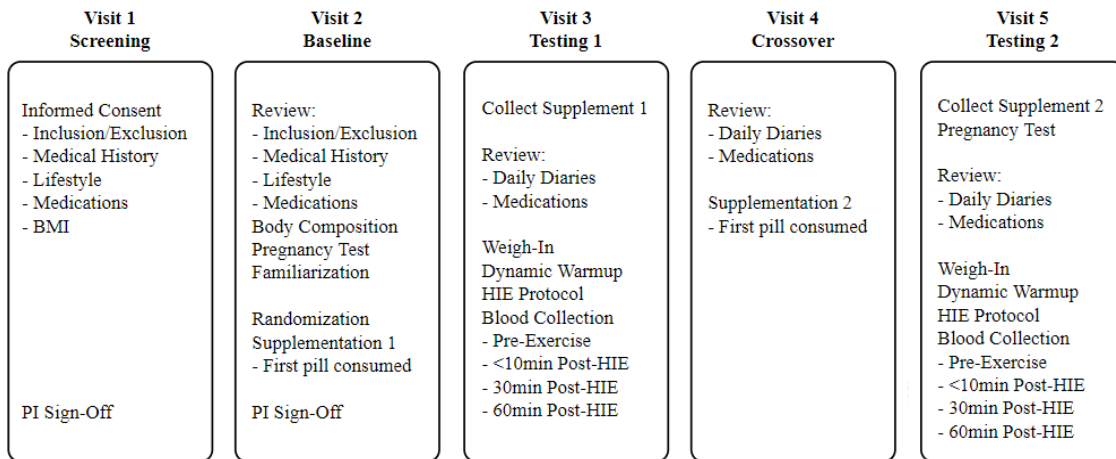 Visit 1
Screening
Informed Consent
- Inclusion/Exclusion
- Medical History
- Lifestyle
- Medications
- BMI
PI Sign-Off
Visit 2
Baseline
Review:
- Inclusion/Exclusion
- Medical History
- Lifestyle
- Medications
Body Composition
Pregnancy Test
Familiarization
Randomization
Supplementation 1
- First pill consumed
PI Sign-Off
Visit 3
Testing 1
Collect Supplement 1
Review:
- Daily Diaries
- Medications
Weigh-In
Dynamic Warmup
HIE Protocol
Blood Collection
- Pre-Exercise
- <10min Post-HIE
- 30min Post-HIE
- 60min Post-HIE
Visit 4
Crossover
Review:
- Daily Diaries
- Medications
Supplementation 2
- First pill consumed
Visit 5
Testing 2
Collect Supplement 2
Pregnancy Test
Review:
- Daily Diaries
- Medications
Weigh-In
Dynamic Warmup
HIE Protocol
Blood Collection
- Pre-Exercise
- <10min Post-HIE
- 30min Post-HIE
- 60min Post-HIE